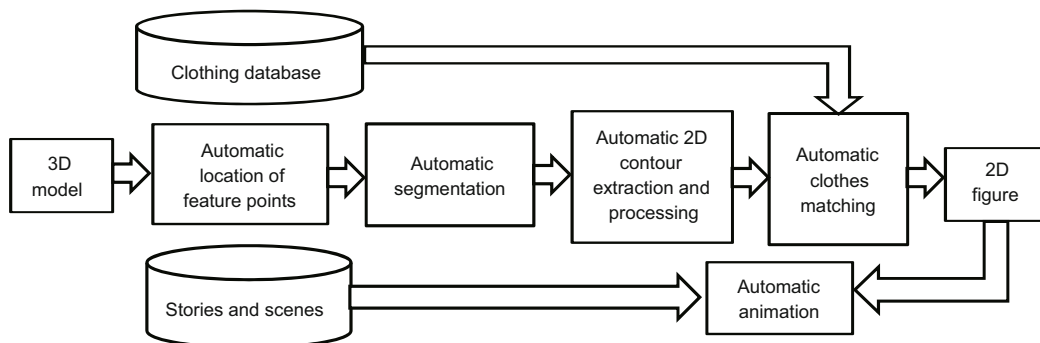 Clothing database
3D
model
Automatic
location of
feature points
Automatic
segmentation
Automatic 2D
contour
extraction and
processing
Automatic
clothes
matching
2D
figure
Stories and scenes
Automatic
animation